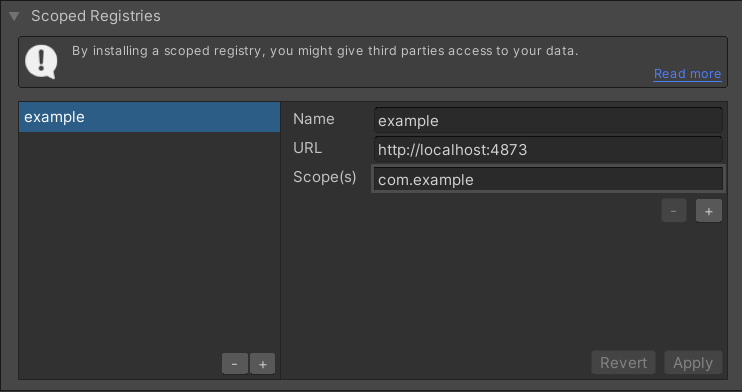 Scoped Registries
By installing a scoped registry, you might give third parties access to your data.
Read more
example
Name example
URL http://localhost:4873
Scope(s) com.example
- +
- +
Revert Apply